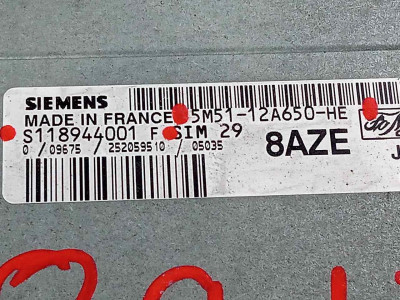 SIEMENS
MADE IN FRANCE 5M51-12A650-HE
S118944001 F SIM 29
0 / 09675 / 252059510 / 05035
8AZE